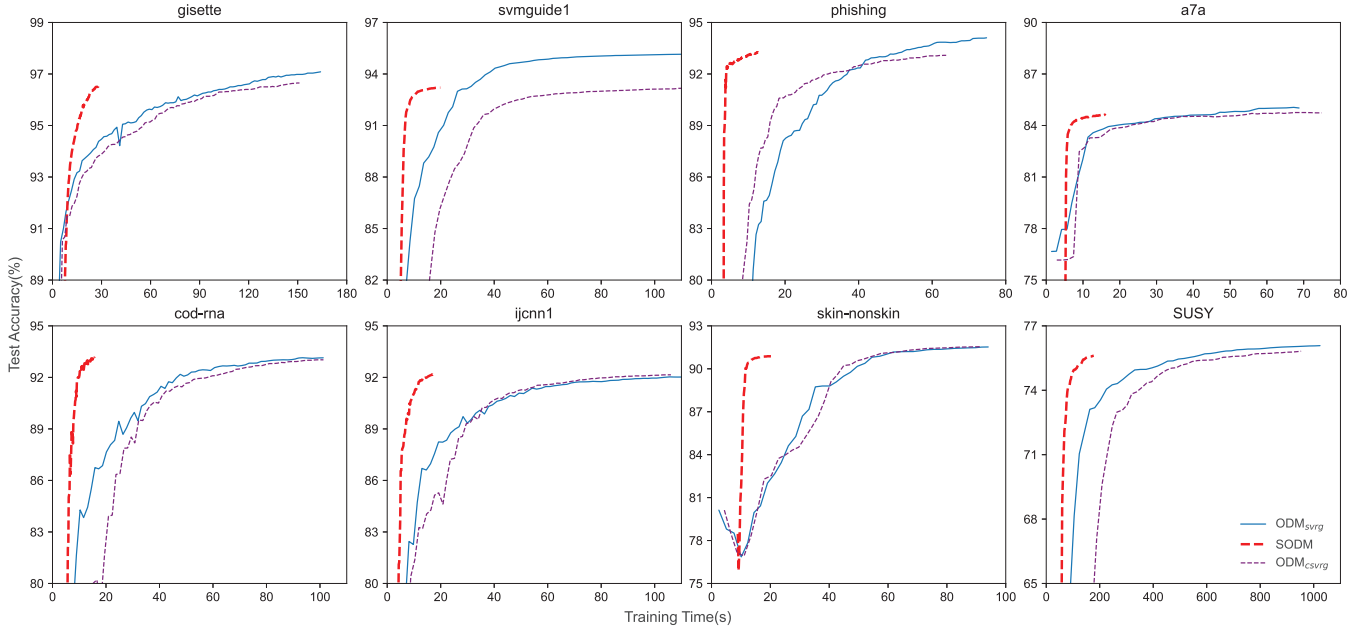 gisette
svmguide1
phishing
a7a
99
97
95
93
91
89
0 30 60 90 120 150 180
97
94
91
88
85
82
0 20 40 60 80 100
95
92
89
86
83
80
0 20 40 60 80
90
87
84
81
78
75
0 10 20 30 40 50 60 70 80
Test Accuracy(%)
cod-rna
ijcnn1
skin-nonskin
SUSY
95
92
89
86
83
80
0 20 40 60 80 100
95
92
89
86
83
80
0 20 40 60 80 100
93
90
87
84
81
78
75
0 20 40 60 80 100
77
74
71
68
65
0 200 400 600 800 1000
ODMsvrg
SODM
ODMcsvrg
Training Time(s)